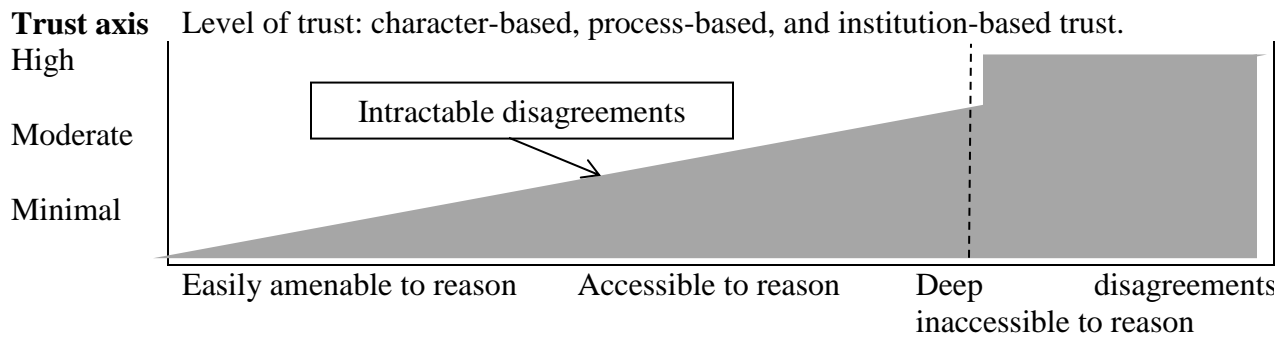 Trust axis Level of trust: character-based, process-based, and institution-based trust.
High
Intractable disagreements
Moderate
Minimal
Easily amenable to reason Accessible to reason Deep disagreements
inaccessible to reason